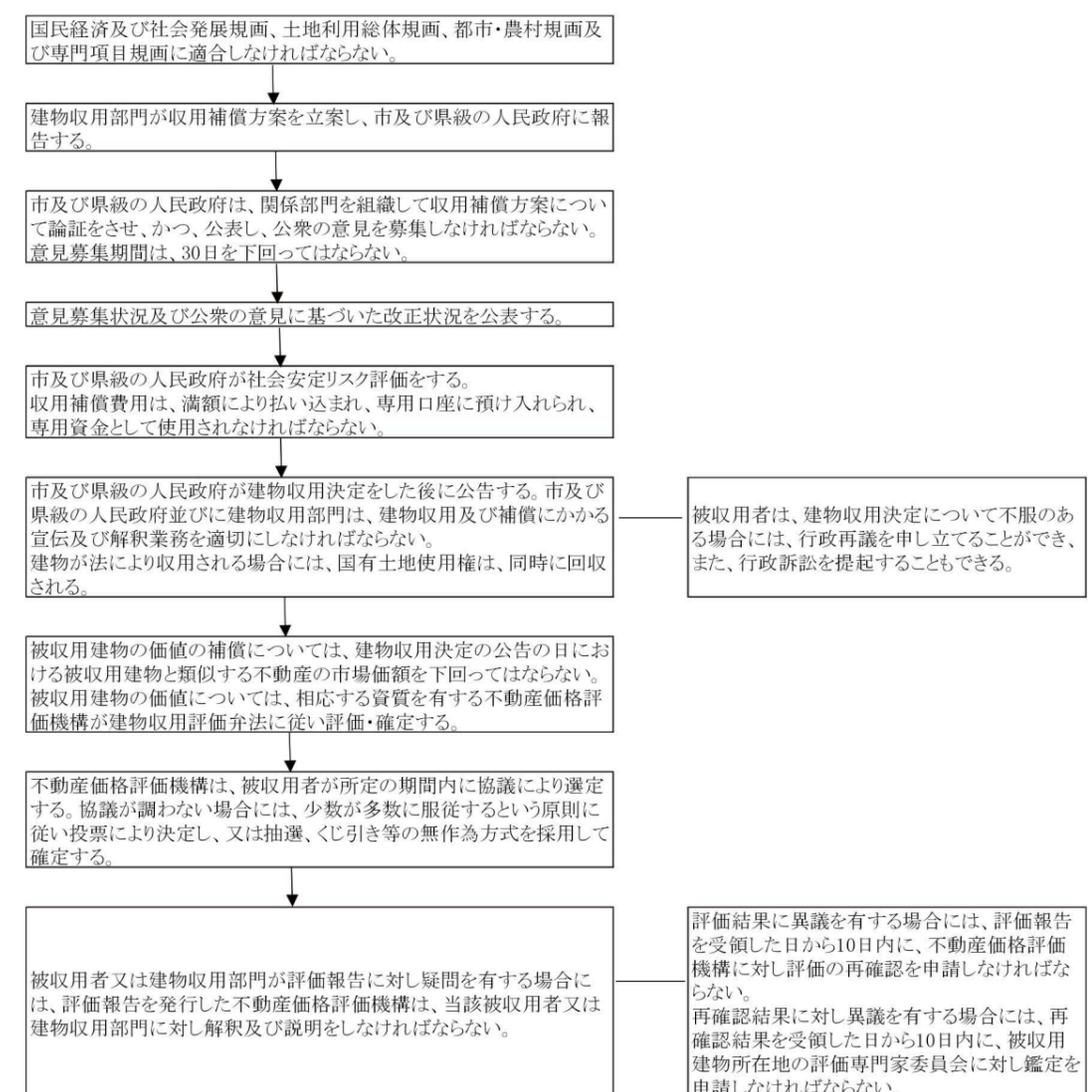 国民経済及び社会発展規画、土地利用総体規画、都市・農村規画及
び専門項目規画に適合しなければならない。
建物収用部門が収用補償方案を立案し、市及び県級の人民政府に報
告する。
市及び県級の人民政府は、関係部門を組織して収用補償方案につい
て論証をさせ、かつ、公表し、公衆の意見を募集しなければならない。
意見募集期間は、30日を下回ってはならない。
意見募集状況及び公衆の意見に基づいた改正状況を公表する。
市及び県級の人民政府が社会安定リスク評価をする。
収用補償費用は、満額により払い込まれ、専用口座に預け入れられ、
専用資金として使用されなければならない。
市及び県級の人民政府が建物収用決定をした後に公告する。市及び
県級の人民政府並びに建物収用部門は、建物収用及び補償にかかる
宣伝及び解釈業務を適切にしなければならない。
建物が法により収用される場合には、国有土地使用権は、同時に回収
される。
被収用者は、建物収用決定について不服のあ
る場合には、行政再議を申し立てることができ、
また、行政訴訟を提起することもできる。
被収用建物の価値の補償については、建物収用決定の公告の日にお
ける被収用建物と類似する不動産の市場価額を下回ってはならない。
被収用建物の価値については、相応する資質を有する不動産価格評
価機構が建物収用評価弁法に従い評価・確定する。
不動産価格評価機構は、被収用者が所定の期間内に協議により選定
する。協議が調わない場合には、少数が多数に服従するという原則に
従い投票により決定し、又は抽選、くじ引き等の無作為方式を採用して
確定する。
被収用者又は建物収用部門が評価報告に対し疑問を有する場合に
は、評価報告を発行した不動産価格評価機構は、当該被収用者又は
建物収用部門に対し解釈及び説明をしなければならない。
評価結果に異議を有する場合には、評価報告
を受領した日から10日内に、不動産価格評価
機構に対し評価の再確認を申請しなければな
らない。
再確認結果に対し異議を有する場合には、再
確認結果を受領した日から10日内に、被収用
建物所在地の評価専門家委員会に対し鑑定を
申請しなければならない。